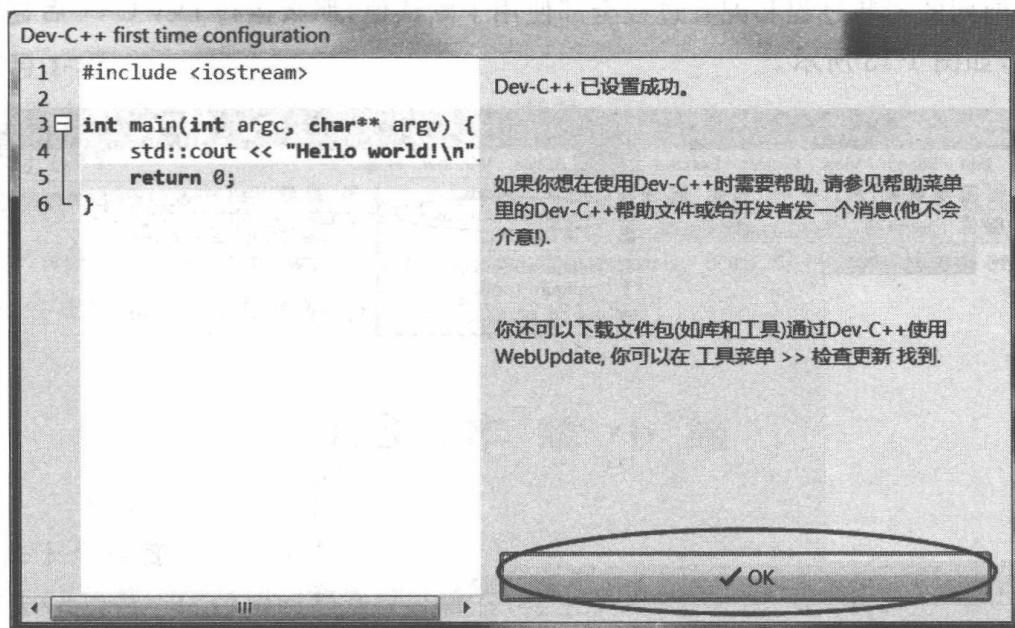 Dev-C++ first time configuration
1 #include <iostream>
2
3 int main(int argc, char** argv) {
4 std::cout << "Hello world!\n"
5 return 0;
6 }
Dev-C++ 已设置成功。
如果你想在使用Dev-C++时需要帮助, 请参见帮助菜单
里的Dev-C++帮助文件或给开发者发一个消息(他不会
介意!).
你还可以下载文件包(如库和工具)通过Dev-C++使用
WebUpdate, 你可以在 工具菜单 >> 检查更新 找到.
OK